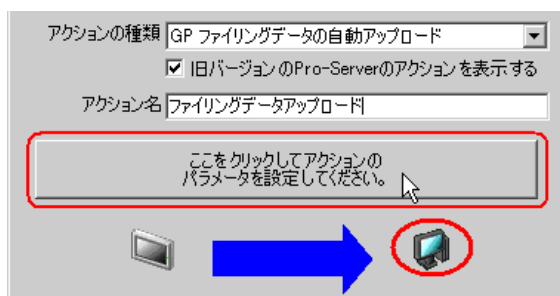 アクションの種類 GP ファイリングデータの自動アップロード
旧バージョンのPro-Serverのアクションを表示する
アクション名 ファイリングデータアップロード
ここをクリックしてアクションの
パラメータを設定してください。